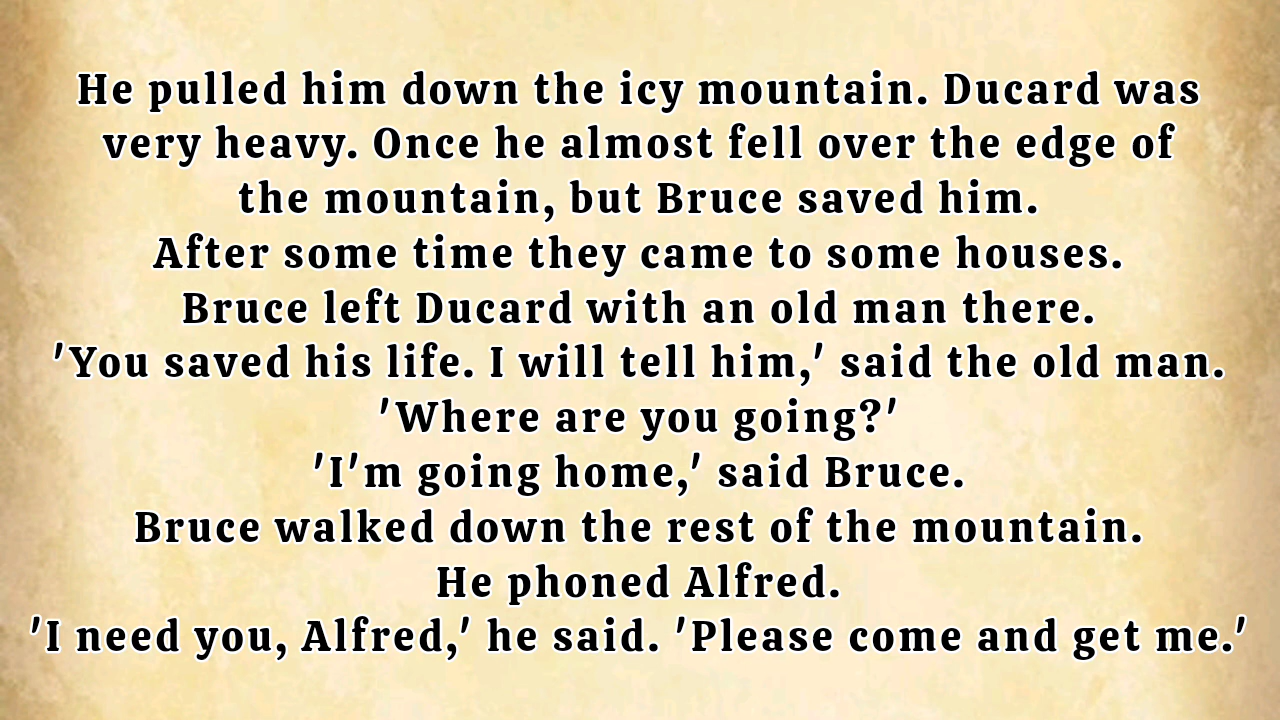 He pulled him down the icy mountain. Ducard was
very heavy. Once he almost fell over the edge of
the mountain, but Bruce saved him.
After some time they came to some houses.
Bruce left Ducard with an old man there.
'You saved his life. I will tell him,' said the old man.
'Where are you going?'
'I'm going home,' said Bruce.
Bruce walked down the rest of the mountain.
He phoned Alfred.
'I need you, Alfred,' he said. 'Please come and get me.'